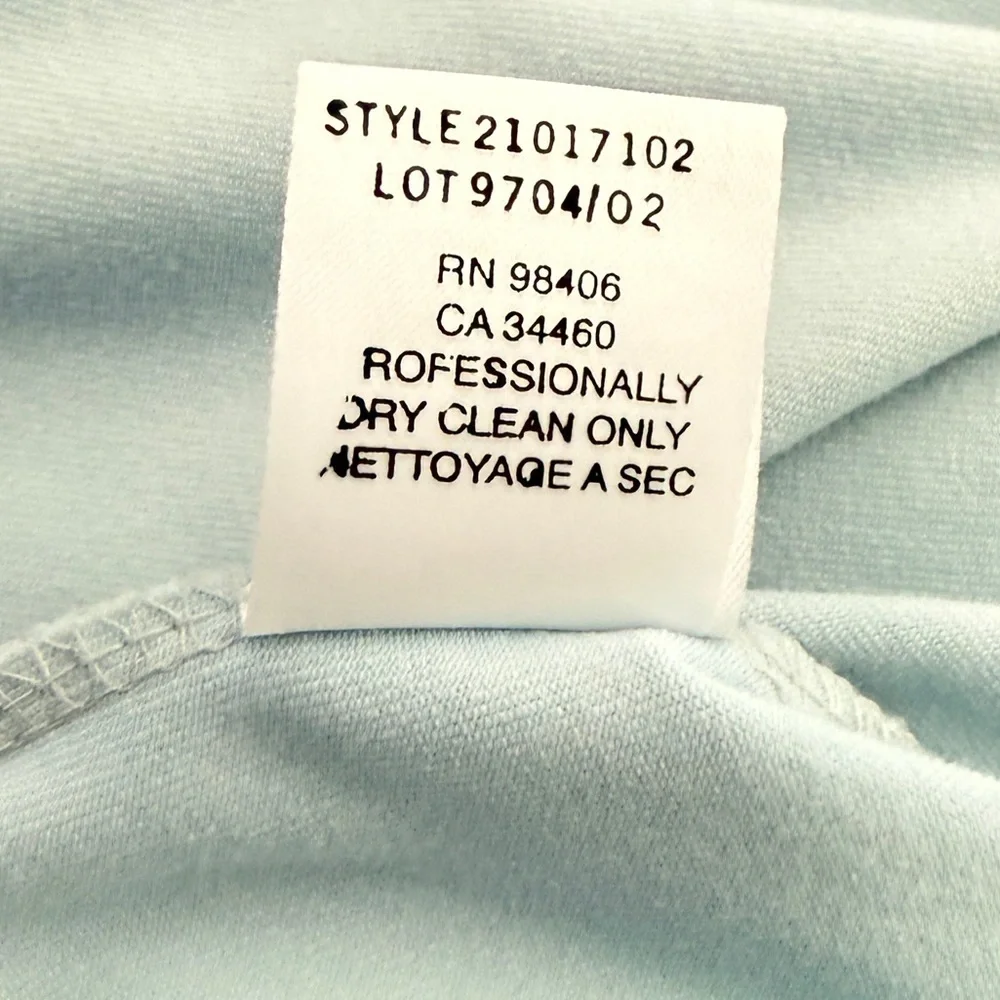 STYLE 21017102
LOT 9704/02
RN 98406
CA 34460
ROFESSIONALLY
DRY CLEAN ONLY
NETTOYAGE A SEC